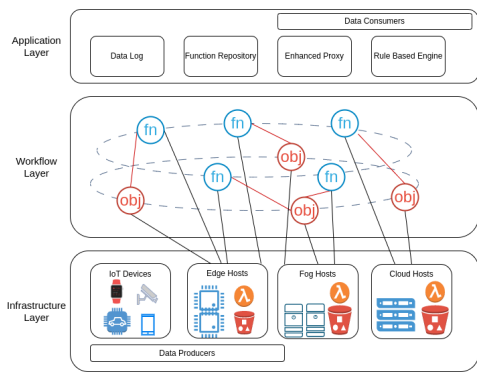 Data Consumers
Application
Layer
Data Log
Function Repository
Enhanced Proxy
Rule Based Engine
fn
fn
fn
Workflow
Layer
obj
fn
fn
obj
obj
obj
IoT Devices
Edge Hosts
Fog Hosts
Cloud Hosts
λ
λ
λ
Infrastructure
Layer
Data Producers